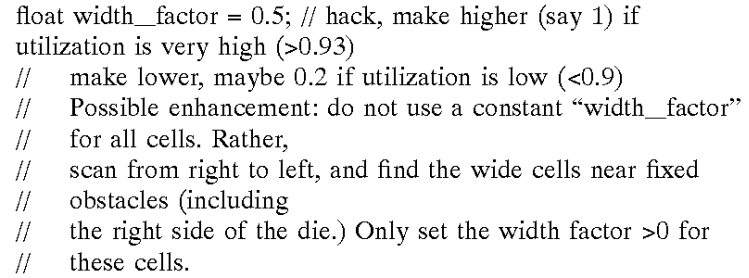 float width__factor = 0.5; // hack, make higher (say 1) if
utilization is very high (>0.93)
// make lower, maybe 0.2 if utilization is low (<0.9)
// Possible enhancement: do not use a constant “width__factor”
// for all cells. Rather,
// scan from right to left, and find the wide cells near fixed
// obstacles (including
// the right side of the die.) Only set the width factor >0 for
// these cells.